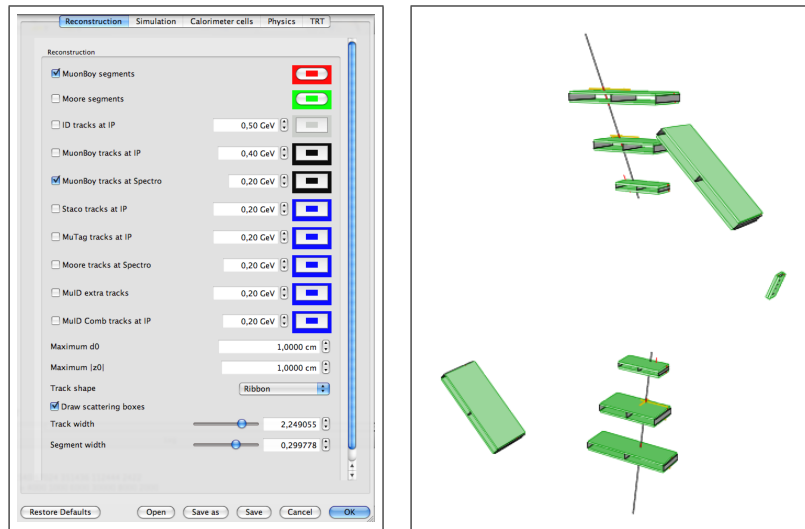 Reconstruction Simulation Calorimeter cells Physics TRT
Reconstruction
MuonBoy segments
Moore segments
ID tracks at IP 0,50 GeV
MuonBoy tracks at IP 0,40 GeV
MuonBoy tracks at Spectro 0,20 GeV
Staco tracks at IP 0,20 GeV
MuTag tracks at IP 0,20 GeV
Moore tracks at Spectro 0,20 GeV
MuID extra tracks 0,20 GeV
MuID Comb tracks at IP 0,20 GeV
Maximum d0 1,0000 cm
Maximum |z0| 1,0000 cm
Track shape Ribbon
Draw scattering boxes
Track width 2,249055
Segment width 0,299778
Restore Defaults Open Save as Save Cancel OK